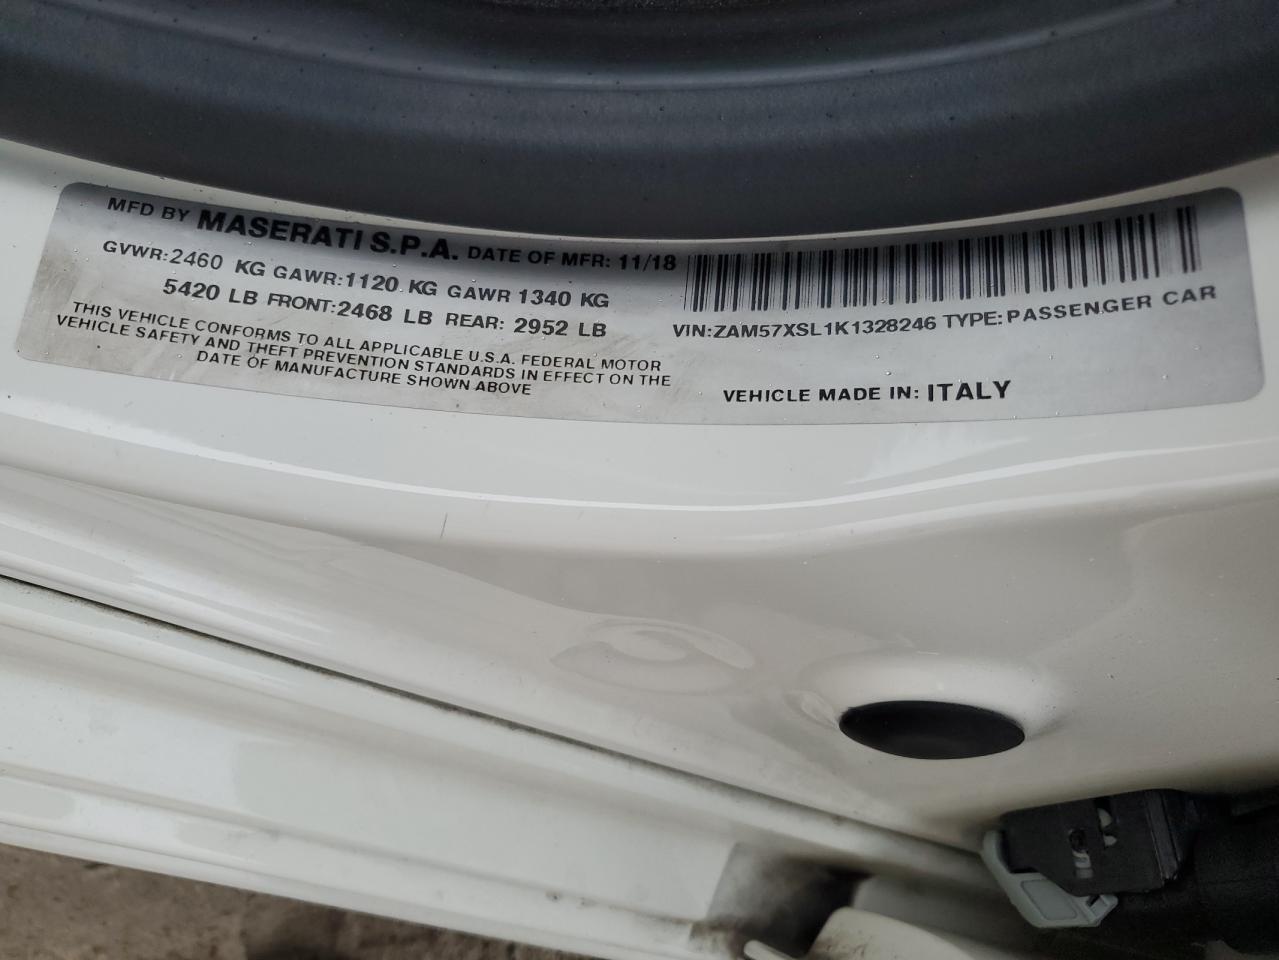 MFD BY MASERATI S.P.A. DATE OF MFR: 11/18
GVWR:2460 KG GAWR:1120 KG GAWR 1340 KG
5420 LB FRONT:2468 LB REAR: 2952 LB
THIS VEHICLE CONFORMS TO ALL APPLICABLE U.S.A. FEDERAL MOTOR
VEHICLE SAFETY AND THEFT PREVENTION STANDARDS IN EFFECT ON THE
DATE OF MANUFACTURE SHOWN ABOVE
VIN:ZAM57XSL1K1328246 TYPE:PASSENGER CAR
VEHICLE MADE IN: ITALY